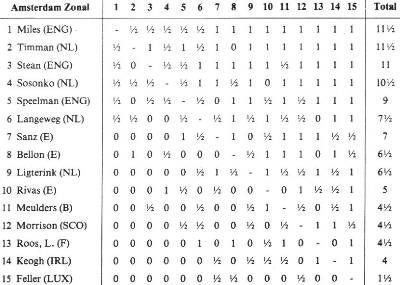 Amsterdam Zonal 1 2 3 4 5 6 7 8 9 10 11 12 13 14 15 Total
1 Miles (ENG) - ½ ½ ½ ½ ½ 1 1 1 1 1 1 1 1 1 11½
2 Timman (NL) ½ - 1 ½ 1 ½ 1 0 1 1 1 1 1 1 1 11½
3 Stean (ENG) ½ 0 - ½ ½ 1 1 1 1 1 ½ 1 1 1 1 11
4 Sosonko (NL) ½ ½ ½ - ½ 1 1 ½ 1 0 1 1 1 1 1 10½
5 Speelman (ENG) ½ 0 ½ ½ - ½ 0 1 1 ½ 1 ½ 1 1 1 9
6 Langeweg (NL) ½ ½ 0 0 ½ - ½ 1 ½ 1 ½ ½ 0 1 1 7½
7 Sanz (E) 0 0 0 0 1 ½ - 1 0 ½ 1 1 1 ½ ½ 7
8 Bellon (E) 0 1 0 ½ 0 0 0 - ½ 1 1 1 0 1 ½ 6½
9 Ligterink (NL) 0 0 0 0 0 ½ 1 ½ - 1 ½ ½ 1 ½ 1 6½
10 Rivas (E) 0 0 0 1 ½ 0 ½ 0 0 - 0 1 ½ ½ 1 5
11 Meulders (B) 0 0 ½ 0 0 ½ 0 0 ½ 1 - ½ 0 ½ 1 4½
12 Morrison (SCO) 0 0 0 0 ½ ½ 0 0 ½ 0 ½ - 1 1 ½ 4½
13 Roos, L. (F) 0 0 0 0 0 1 0 1 0 ½ 1 0 - 0 1 4½
14 Keogh (IRL) 0 0 0 0 0 0 ½ 0 ½ ½ ½ 0 1 - 1 4
15 Feller (LUX) 0 0 0 0 0 0 ½ ½ 0 0 0 ½ 0 0 - 1½